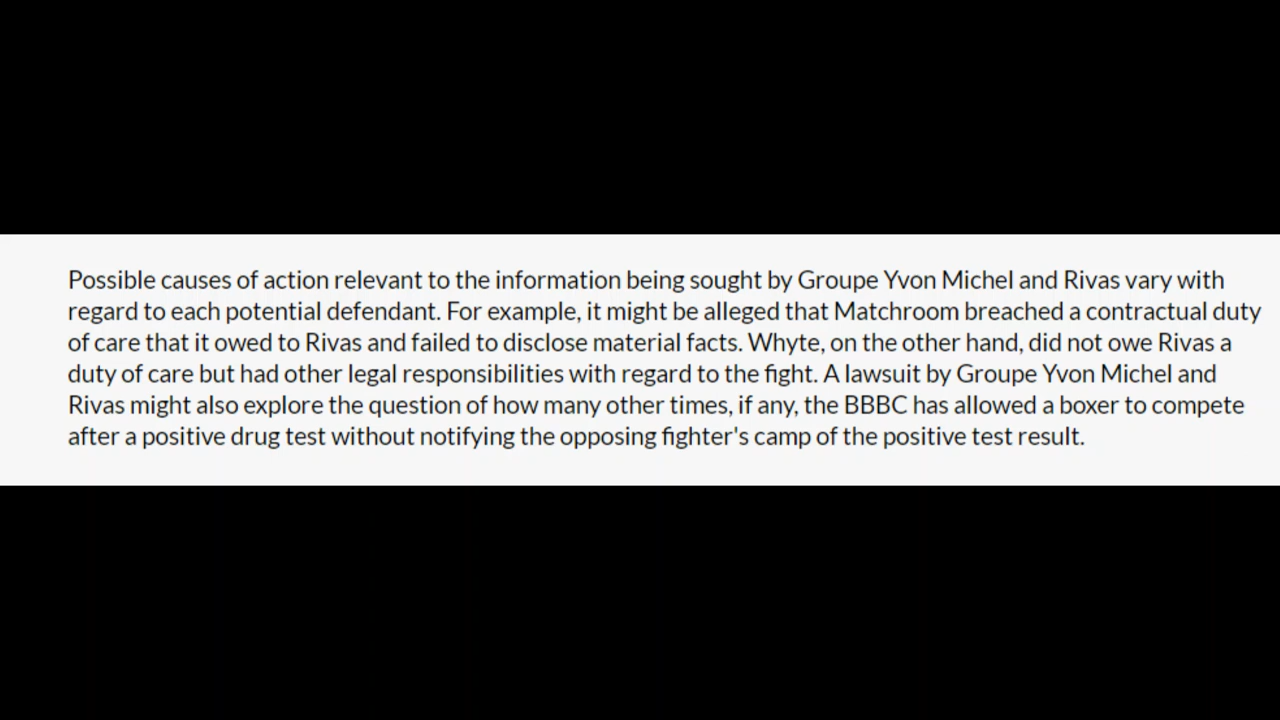 Possible causes of action relevant to the information being sought by Groupe Yvon Michel and Rivas vary with
regard to each potential defendant. For example, it might be alleged that Matchroom breached a contractual duty
of care that it owed to Rivas and failed to disclose material facts. Whyte, on the other hand, did not owe Rivas a
duty of care but had other legal responsibilities with regard to the fight. A lawsuit by Groupe Yvon Michel and
Rivas might also explore the question of how many other times, if any, the BBBC has allowed a boxer to compete
after a positive drug test without notifying the opposing fighter's camp of the positive test result.